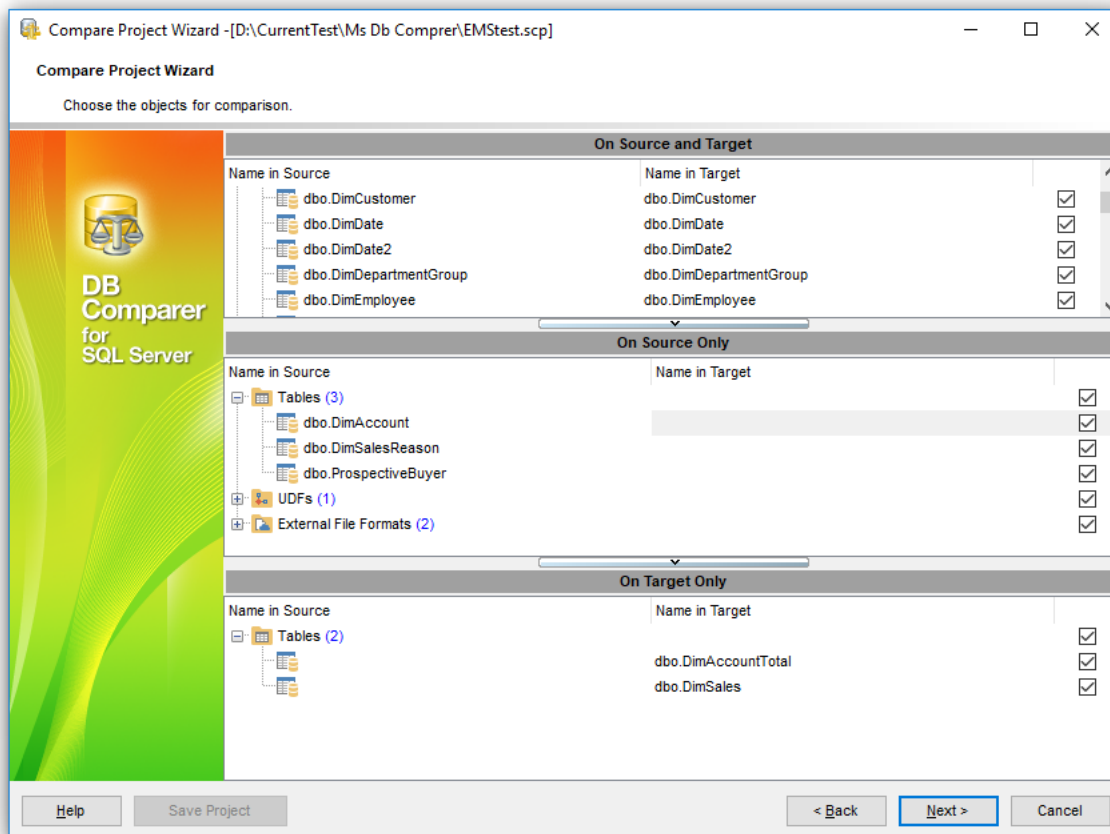 Compare Project Wizard -[D:\CurrentTest\Ms Db Comprer\EMStest.scp]
Compare Project Wizard
Choose the objects for comparison.
DB
Comparer
for
SQL Server
On Source and Target
Name in Source Name in Target
dbo.DimCustomer dbo.DimCustomer
dbo.DimDate dbo.DimDate
dbo.DimDate2 dbo.DimDate2
dbo.DimDepartmentGroup dbo.DimDepartmentGroup
dbo.DimEmployee dbo.DimEmployee
On Source Only
Name in Source Name in Target
Tables (3)
dbo.DimAccount
dbo.DimSalesReason
dbo.ProspectiveBuyer
UDFs (1)
External File Formats (2)
On Target Only
Name in Source Name in Target
Tables (2)
dbo.DimAccountTotal
dbo.DimSales
Help Save Project < Back Next > Cancel